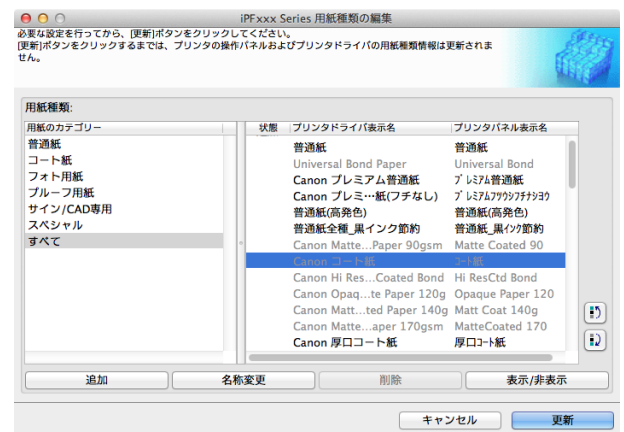 iPFxxx Series 用紙種類の編集
必要な設定を行ってから、[更新]ボタンをクリックしてください。
[更新]ボタンをクリックするまでは、プリンタの操作パネルおよびプリンタドライバの用紙種類情報は更新されま
せん。
用紙種類:
用紙のカテゴリー
普通紙
コート紙
フォト用紙
プルーフ用紙
サイン/CAD専用
スペシャル
すべて
状態 プリンタドライバ表示名 プリンタパネル表示名
普通紙 普通紙
Universal Bond Paper Universal Bond
Canon プレミアム普通紙 プレミアム普通紙
Canon プレミ…紙(フチなし) プレミアムフツウシフチナシヨウ
普通紙(高発色) 普通紙(高発色)
普通紙全種_黒インク節約 普通紙_黒インク節約
Canon Matte…Paper 90gsm Matte Coated 90
Canon コート紙 コート紙
Canon Hi Res…Coated Bond Hi ResCtd Bond
Canon Opaq…te Paper 120g Opaque Paper 120
Canon Matt…ted Paper 140g Matt Coat 140g
Canon Matte…aper 170gsm MatteCoated 170
Canon 厚口コート紙 厚口コート紙
追加 名称変更 削除 表示/非表示
キャンセル 更新